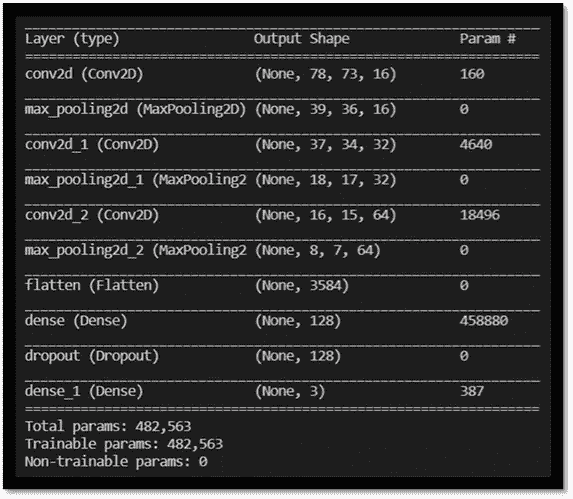 Layer (type) Output Shape Param #
conv2d (Conv2D) (None, 78, 73, 16) 160
max_pooling2d (MaxPooling2D) (None, 39, 36, 16) 0
conv2d_1 (Conv2D) (None, 37, 34, 32) 4640
max_pooling2d_1 (MaxPooling2 (None, 18, 17, 32) 0
conv2d_2 (Conv2D) (None, 16, 15, 64) 18496
max_pooling2d_2 (MaxPooling2 (None, 8, 7, 64) 0
flatten (Flatten) (None, 3584) 0
dense (Dense) (None, 128) 458880
dropout (Dropout) (None, 128) 0
dense_1 (Dense) (None, 3) 387
Total params: 482,563
Trainable params: 482,563
Non-trainable params: 0